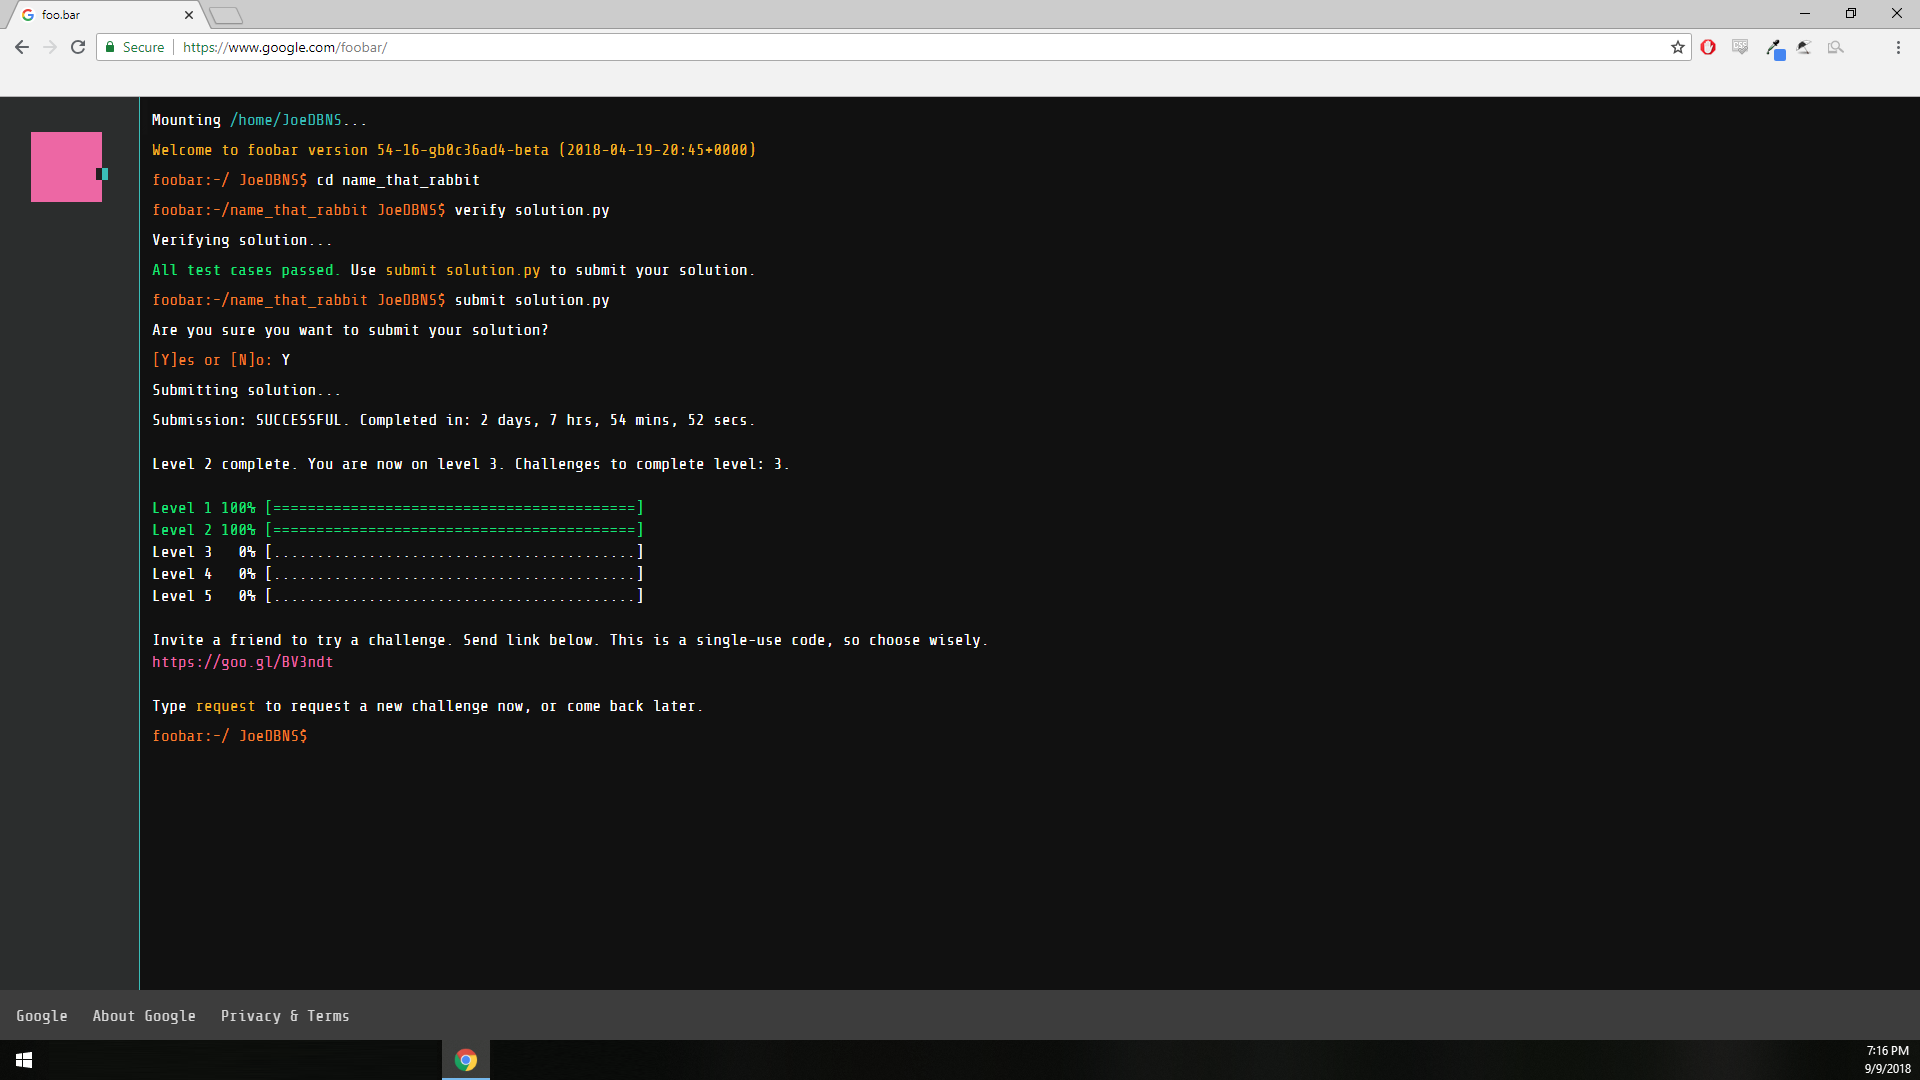 foo.bar
Secure https://www.google.com/foobar/
Mounting /home/JoeDBNS...
Welcome to foobar version 54-16-gb0c36ad4-beta (2018-04-19-20:45+0000)
foobar:~/ JoeDBNS$ cd name_that_rabbit
foobar:~/name_that_rabbit JoeDBNS$ verify solution.py
Verifying solution...
All test cases passed. Use submit solution.py to submit your solution.
foobar:~/name_that_rabbit JoeDBNS$ submit solution.py
Are you sure you want to submit your solution?
[Y]es or [N]o: Y
Submitting solution...
Submission: SUCCESSFUL. Completed in: 2 days, 7 hrs, 54 mins, 52 secs.
Level 2 complete. You are now on level 3. Challenges to complete level: 3.
Level 1 100% [==========================================]
Level 2 100% [==========================================]
Level 3 0% [..........................................]
Level 4 0% [..........................................]
Level 5 0% [..........................................]
Invite a friend to try a challenge. Send link below. This is a single-use code, so choose wisely.
https://goo.gl/BV3ndt
Type request to request a new challenge now, or come back later.
foobar:~/ JoeDBNS$
Google About Google Privacy & Terms
7:16 PM
9/9/2018